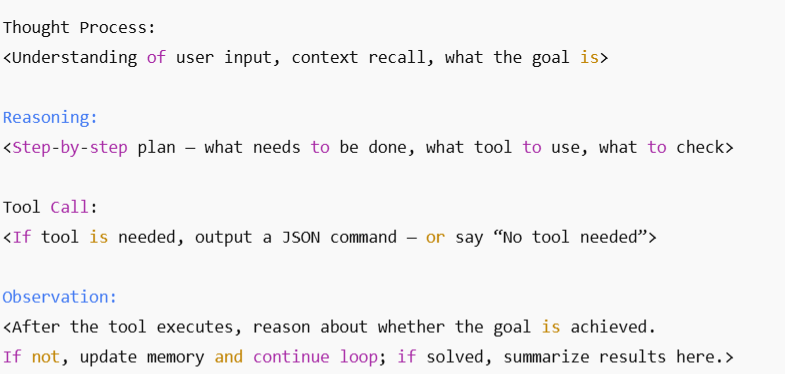 Thought Process:
<Understanding of user input, context recall, what the goal is>
Reasoning:
<Step-by-step plan — what needs to be done, what tool to use, what to check>
Tool Call:
<If tool is needed, output a JSON command — or say “No tool needed”>
Observation:
<After the tool executes, reason about whether the goal is achieved.
If not, update memory and continue loop; if solved, summarize results here.>